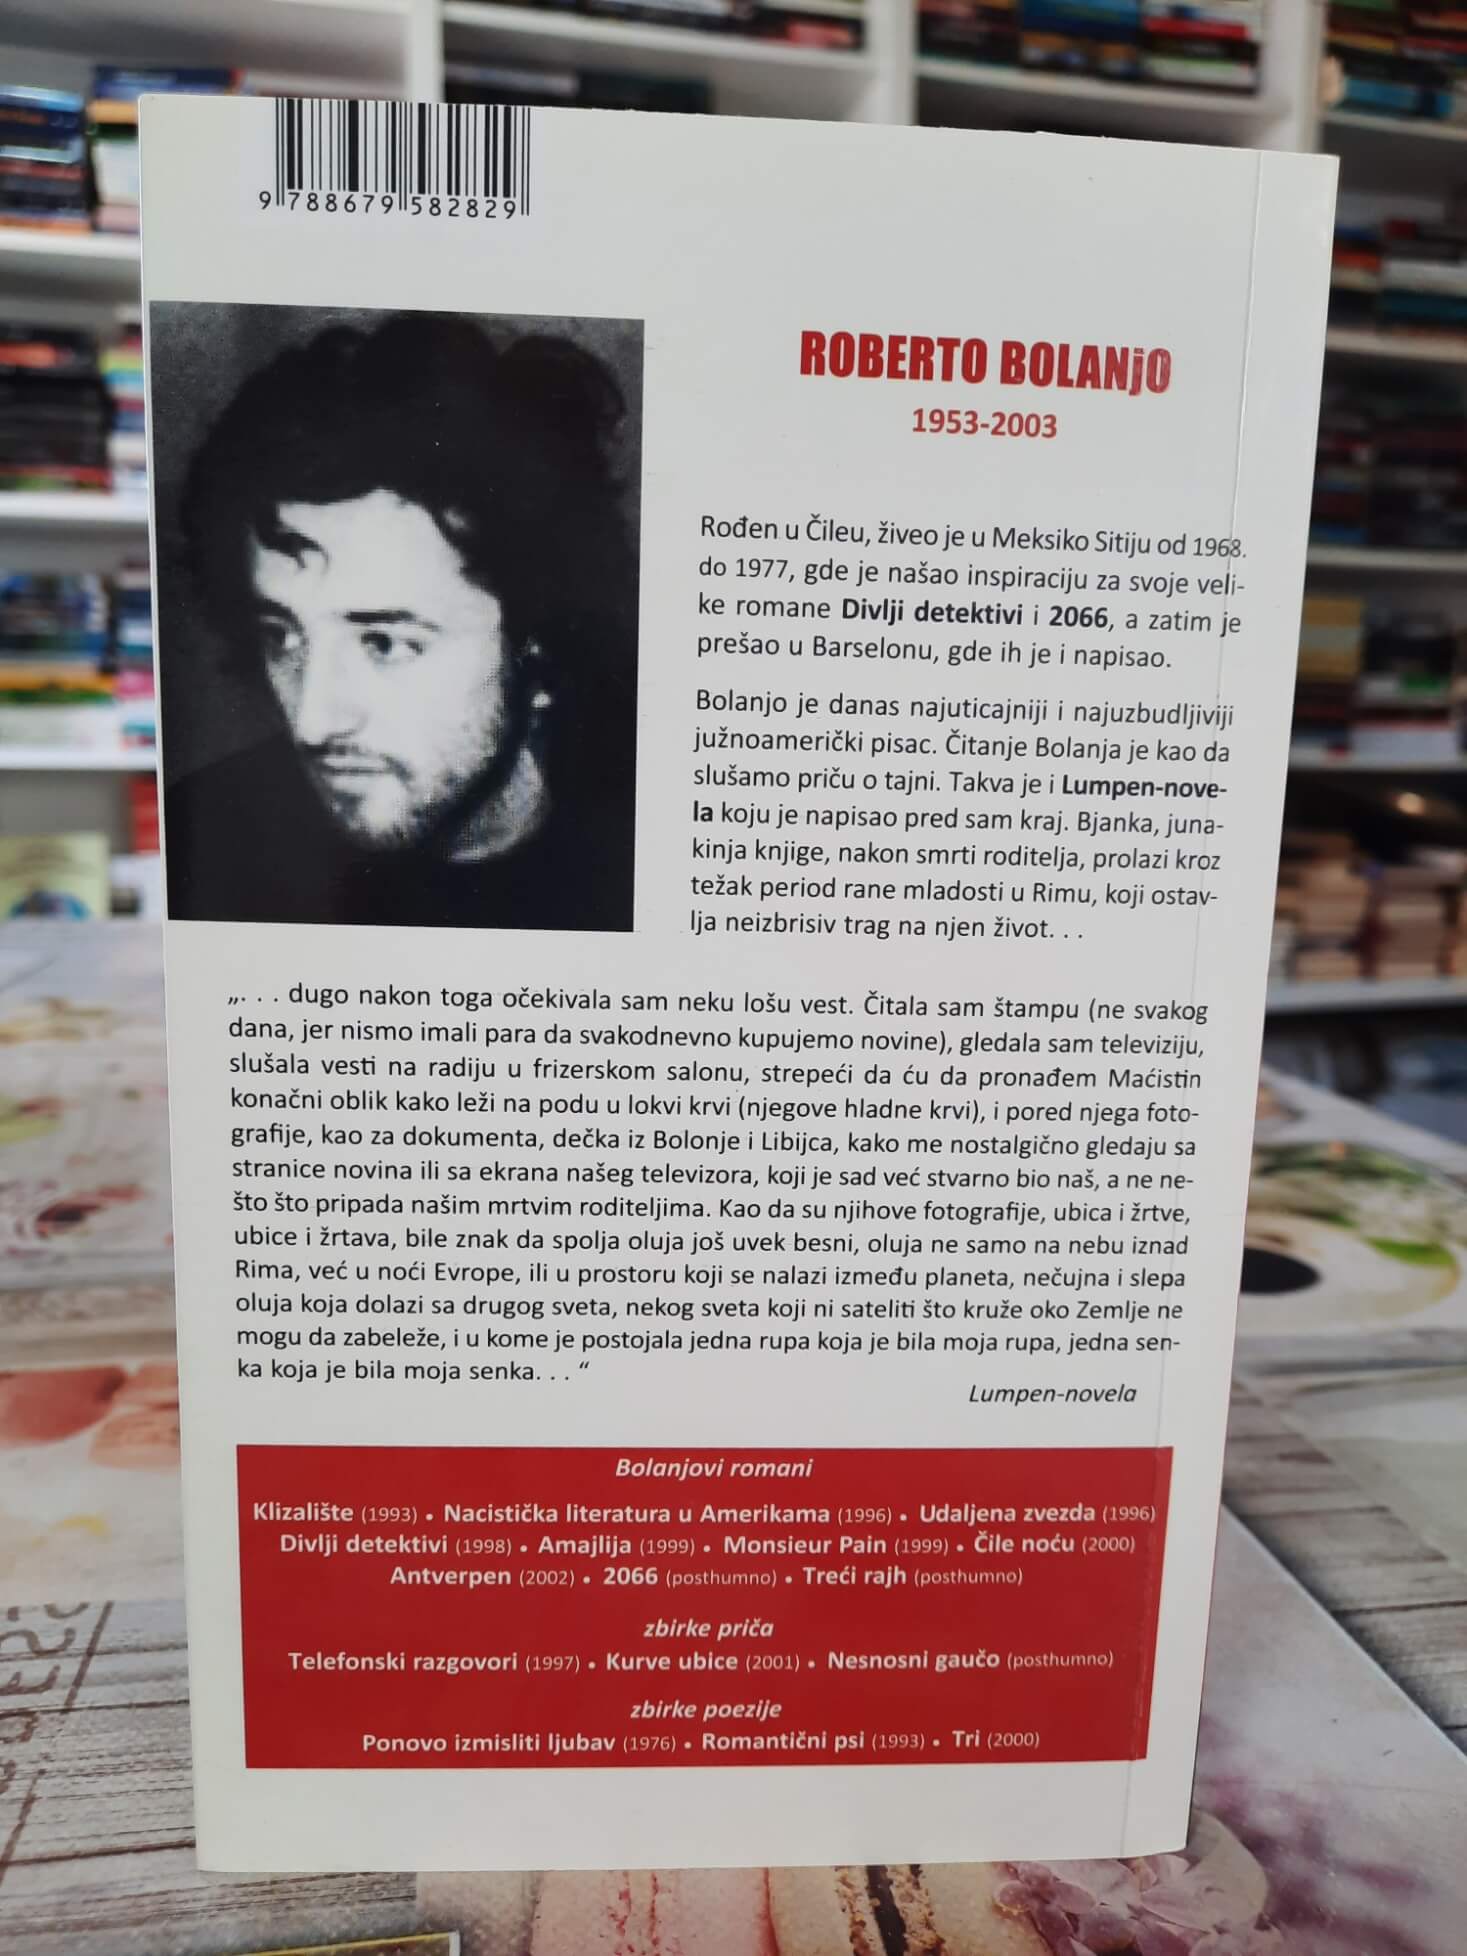 9 788679 582829
ROBERTO BOLANjO
1953-2003
Rođen u Čileu, živeo je u Meksiko Sitiju od 1968.
do 1977, gde je našao inspiraciju za svoje veli-
ke romane Divlji detektivi i 2066, a zatim je
prešao u Barselonu, gde ih je i napisao.
Bolanjo je danas najuticajniji i najuzbudljiviji
južnoamerički pisac. Čitanje Bolanja je kao da
slušamo priču o tajni. Takva je i Lumpen-nove-
la koju je napisao pred sam kraj. Bjanka, juna-
kinja knjige, nakon smrti roditelja, prolazi kroz
težak period rane mladosti u Rimu, koji ostav-
lja neizbrisiv trag na njen život. . .
„. . . dugo nakon toga očekivala sam neku lošu vest. Čitala sam štampu (ne svakog
dana, jer nismo imali para da svakodnevno kupujemo novine), gledala sam televiziju,
slušala vesti na radiju u frizerskom salonu, strepeći da ću da pronađem Maćistin
konačni oblik kako leži na podu u lokvi krvi (njegove hladne krvi), i pored njega foto-
grafije, kao za dokumenta, dečka iz Bolonje i Libijca, kako me nostalgično gledaju sa
stranice novina ili sa ekrana našeg televizora, koji je sad već stvarno bio naš, a ne ne-
što što pripada našim mrtvim roditeljima. Kao da su njihove fotografije, ubica i žrtve,
ubice i žrtava, bile znak da spolja oluja još uvek besni, oluja ne samo na nebu iznad
Rima, već u noći Evrope, ili u prostoru koji se nalazi između planeta, nečujna i slepa
oluja koja dolazi sa drugog sveta, nekog sveta koji ni sateliti što kruže oko Zemlje ne
mogu da zabeleže, i u kome je postojala jedna rupa koja je bila moja rupa, jedna sen-
ka koja je bila moja senka. . . “
Lumpen-novela
Bolanjovi romani
Klizalište (1993) • Nacistička literatura u Amerikama (1996) • Udaljena zvezda (1996)
Divlji detektivi (1998) • Amajlija (1999) • Monsieur Pain (1999) • Čile noću (2000)
Antverpen (2002) • 2066 (posthumno) • Treći rajh (posthumno)
zbirke priča
Telefonski razgovori (1997) • Kurve ubice (2001) • Nesnosni gaučo (posthumno)
zbirke poezije
Ponovo izmisliti ljubav (1976) • Romantični psi (1993) • Tri (2000)